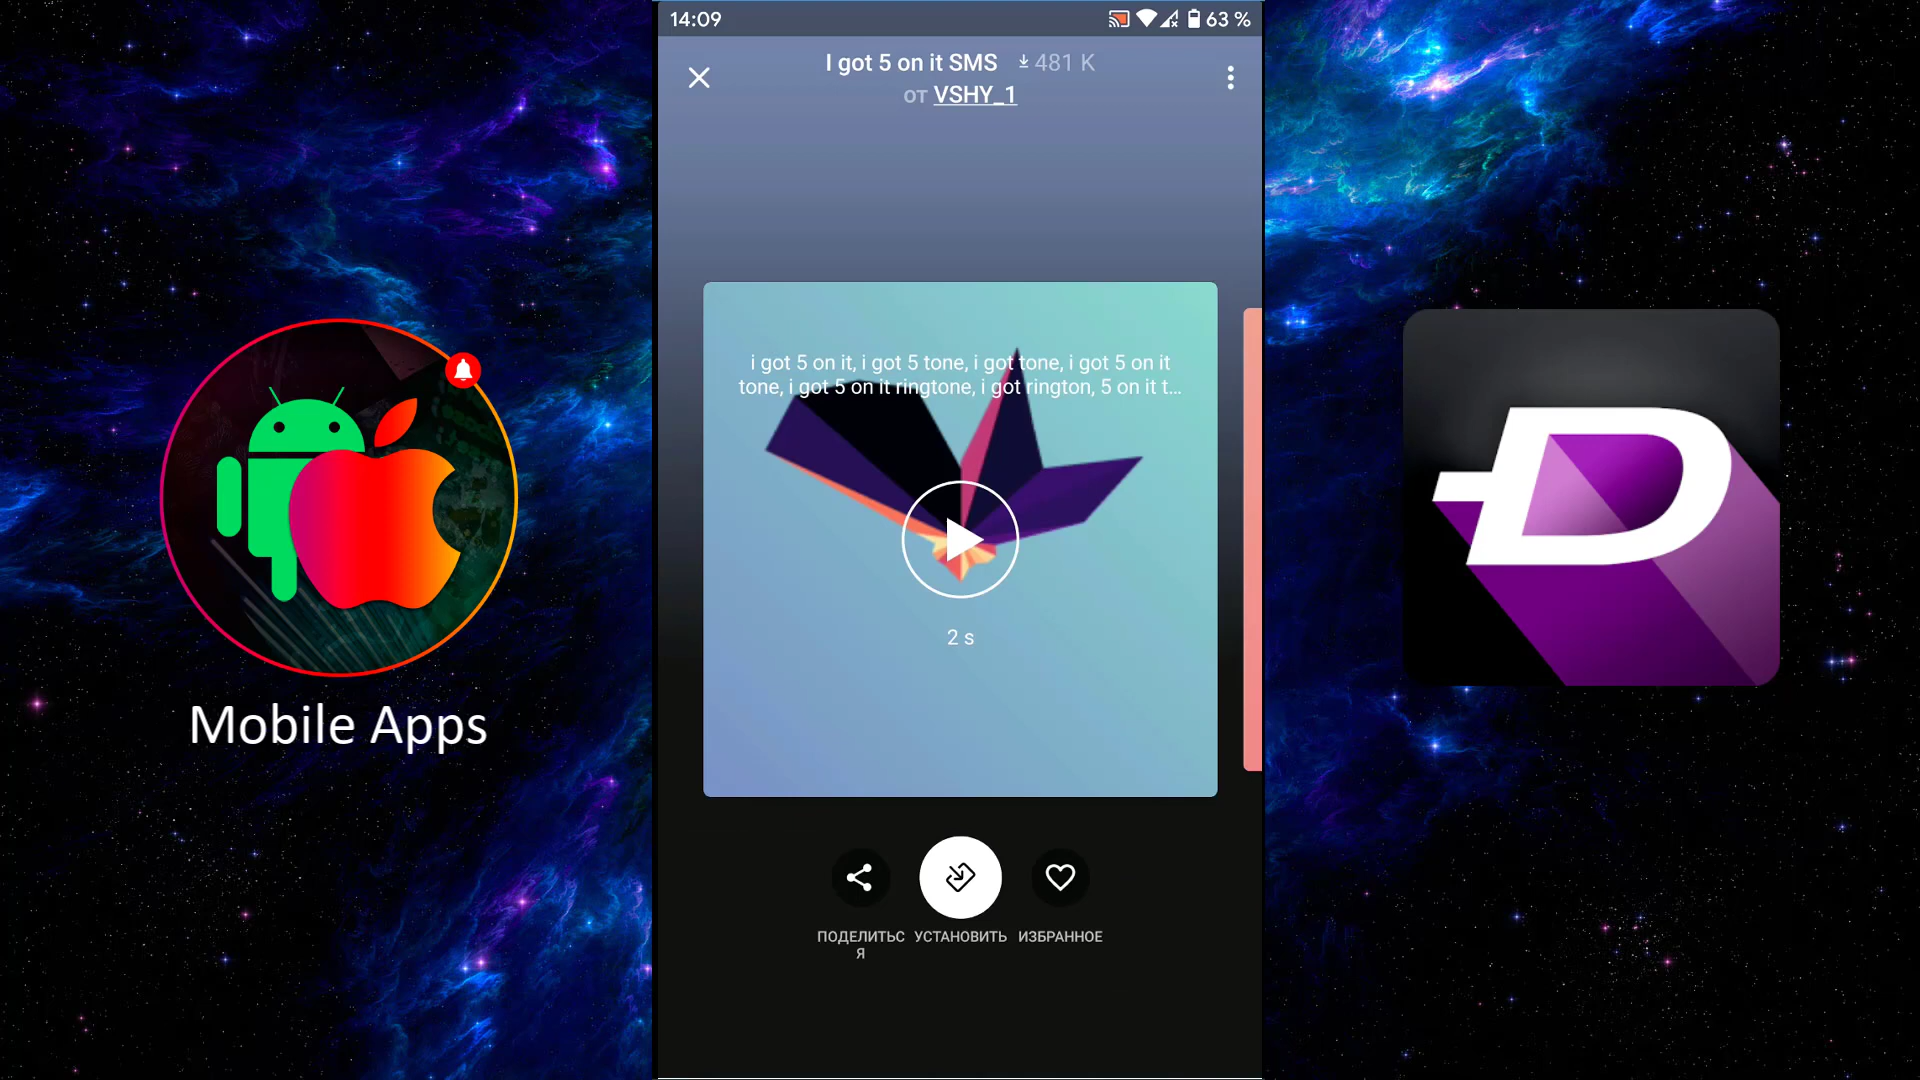 14:09
63 %
I got 5 on it SMS 481 K
от VSHY_1
i got 5 on it, i got 5 tone, i got tone, i got 5 on it
tone, i got 5 on it ringtone, i got rington, 5 on it t...
2 s
ПОДЕЛИТЬС
Я
УСТАНОВИТЬ
ИЗБРАННОЕ
Mobile Apps
D